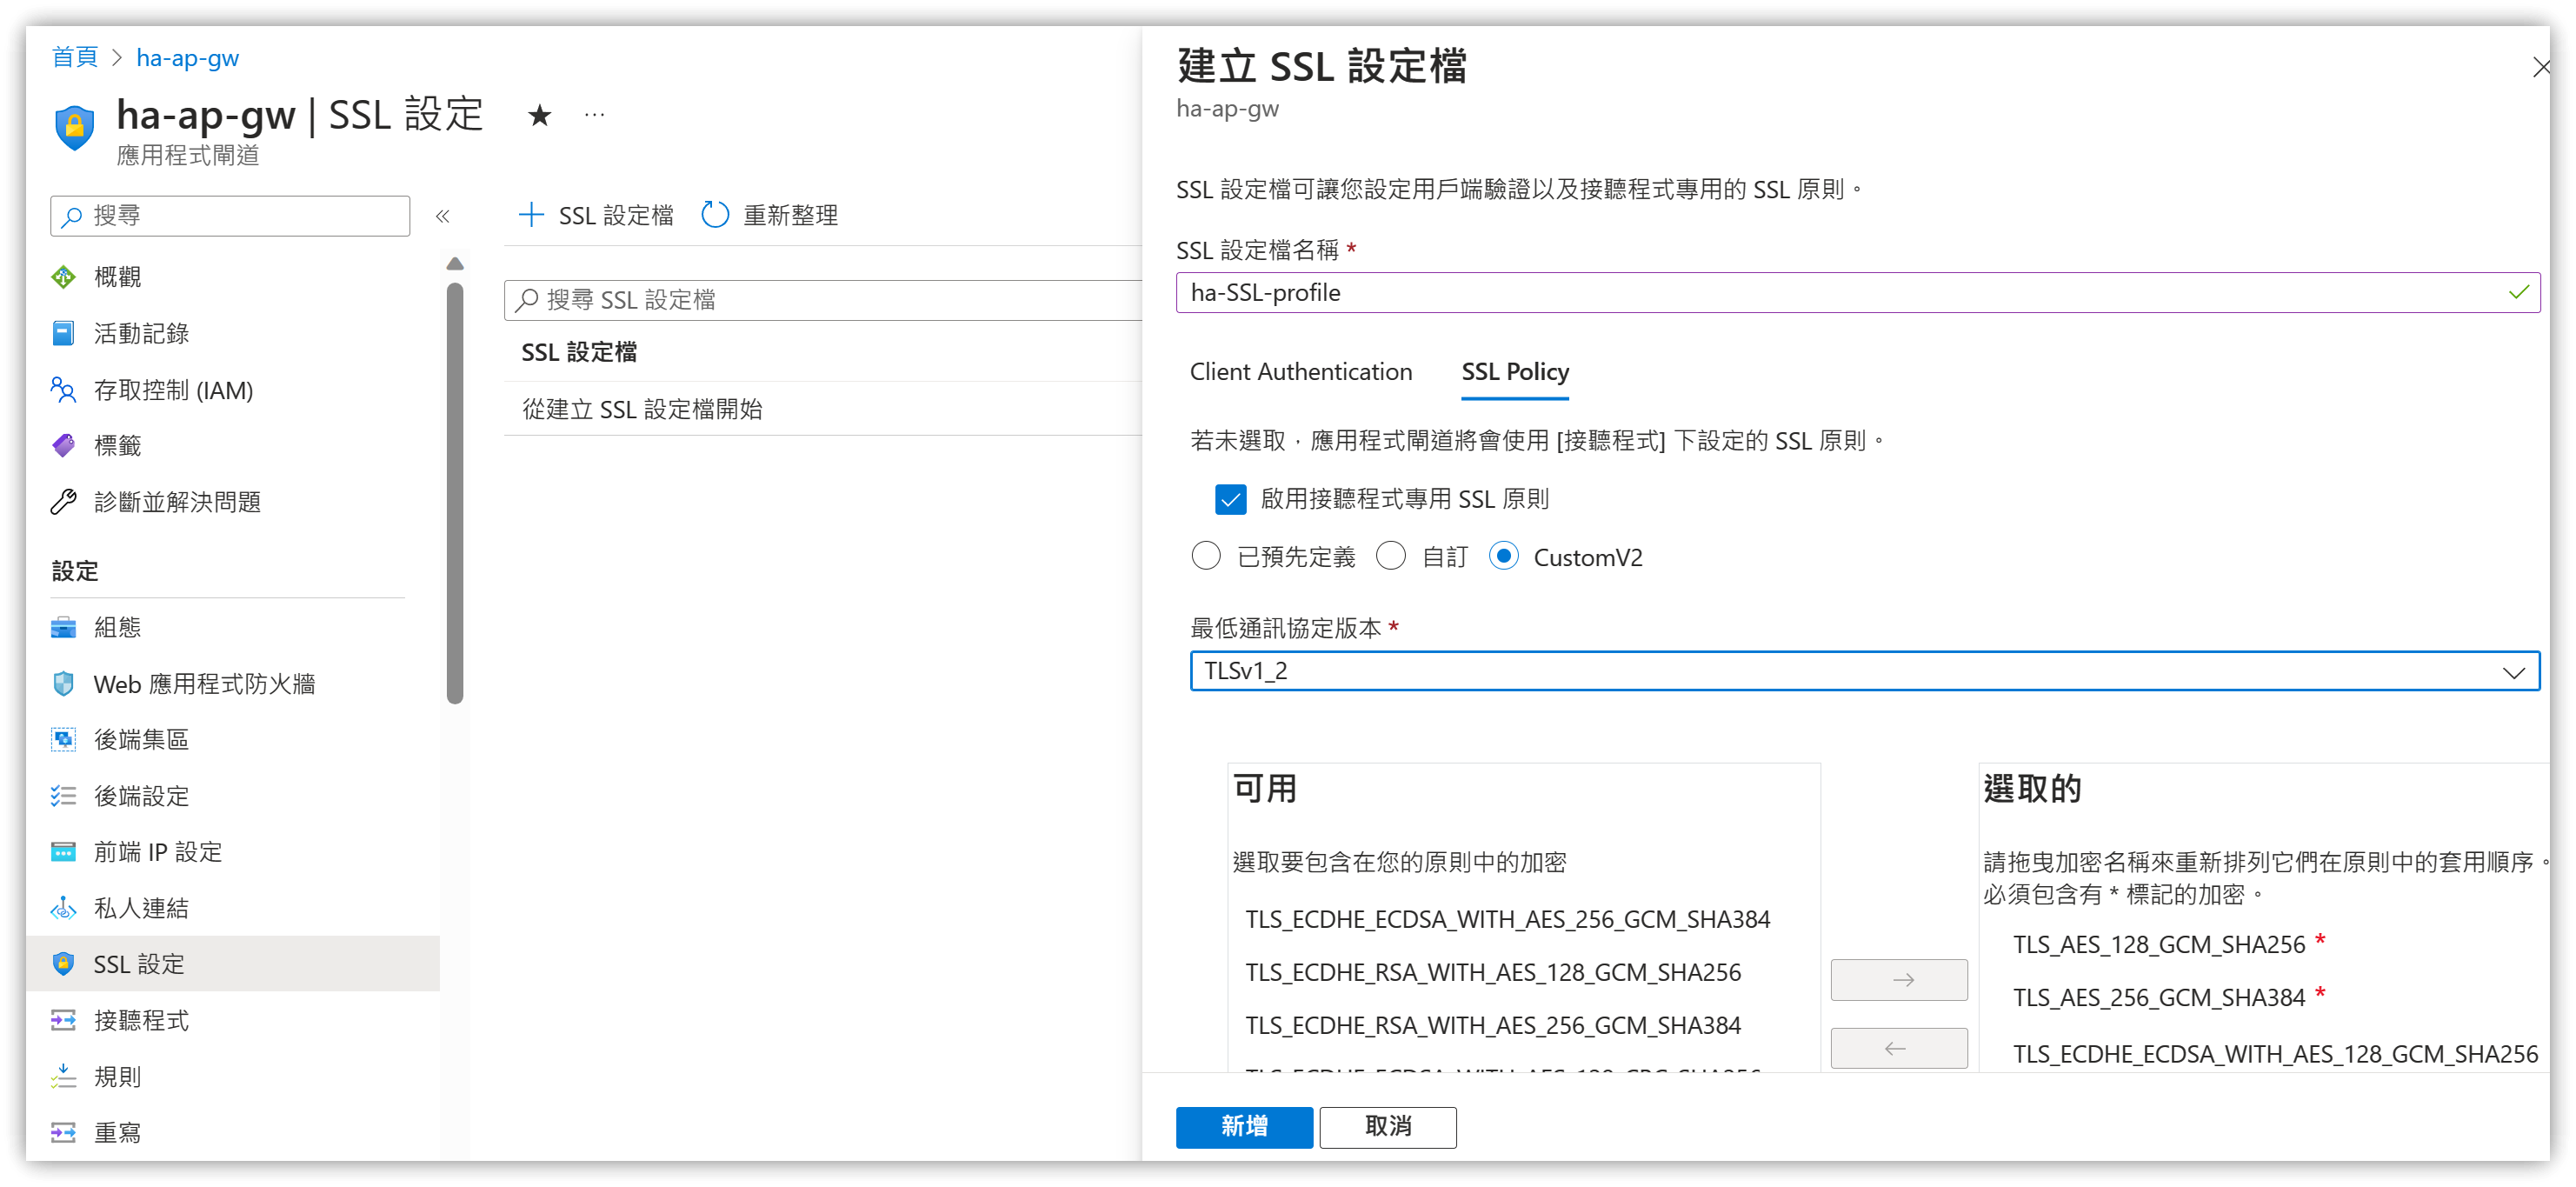 首頁 > ha-ap-gw
ha-ap-gw | SSL 設定 ★ ...
應用程式閘道
搜尋 «
概觀
活動記錄
存取控制 (IAM)
標籤
診斷並解決問題
設定
組態
Web 應用程式防火牆
後端集區
後端設定
前端 IP 設定
私人連結
SSL 設定
接聽程式
規則
重寫
+ SSL 設定檔 重新整理
搜尋 SSL 設定檔
SSL 設定檔
從建立 SSL 設定檔開始
建立 SSL 設定檔
ha-ap-gw
SSL 設定檔可讓您設定用戶端驗證以及接聽程式專用的 SSL 原則。
SSL 設定檔名稱 *
ha-SSL-profile
Client Authentication SSL Policy
若未選取，應用程式閘道將會使用 [接聽程式] 下設定的 SSL 原則。
啟用接聽程式專用 SSL 原則
已預先定義 自訂 CustomV2
最低通訊協定版本 *
TLSv1_2
可用
選取要包含在您的原則中的加密
TLS_ECDHE_ECDSA_WITH_AES_256_GCM_SHA384
TLS_ECDHE_RSA_WITH_AES_128_GCM_SHA256
TLS_ECDHE_RSA_WITH_AES_256_GCM_SHA384
選取的
請拖曳加密名稱來重新排列它們在原則中的套用順序。
必須包含有 * 標記的加密。
TLS_AES_128_GCM_SHA256 *
TLS_AES_256_GCM_SHA384 *
TLS_ECDHE_ECDSA_WITH_AES_128_GCM_SHA256
新增 取消